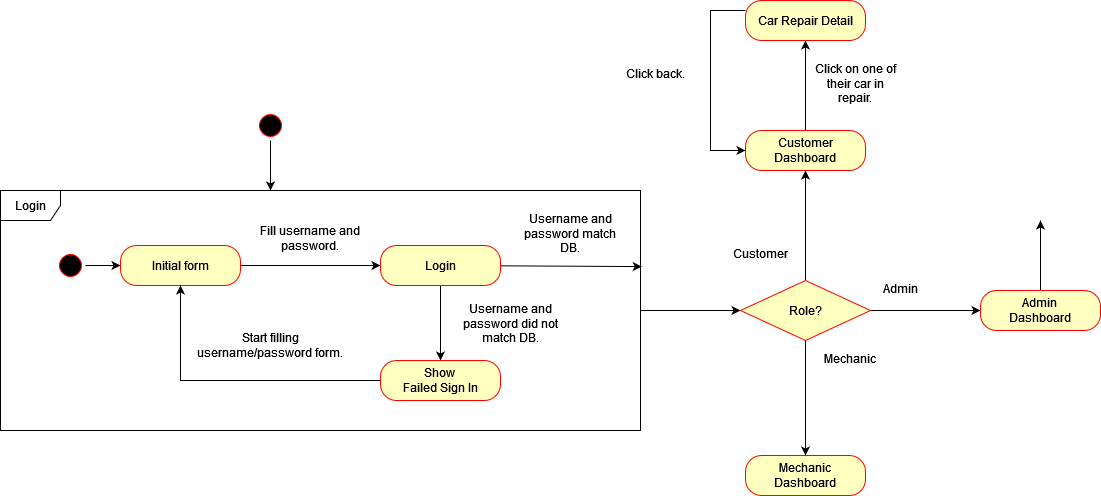 Car Repair Detail
Click back.
Click on one of
their car in
repair.
Customer
Dashboard
Login
Fill username and
password.
Username and
password match
DB.
Initial form
Login
Customer
Username and
password did not
match DB.
Start filling
username/password form.
Show
Failed Sign In
Role?
Admin
Admin
Dashboard
Mechanic
Mechanic
Dashboard